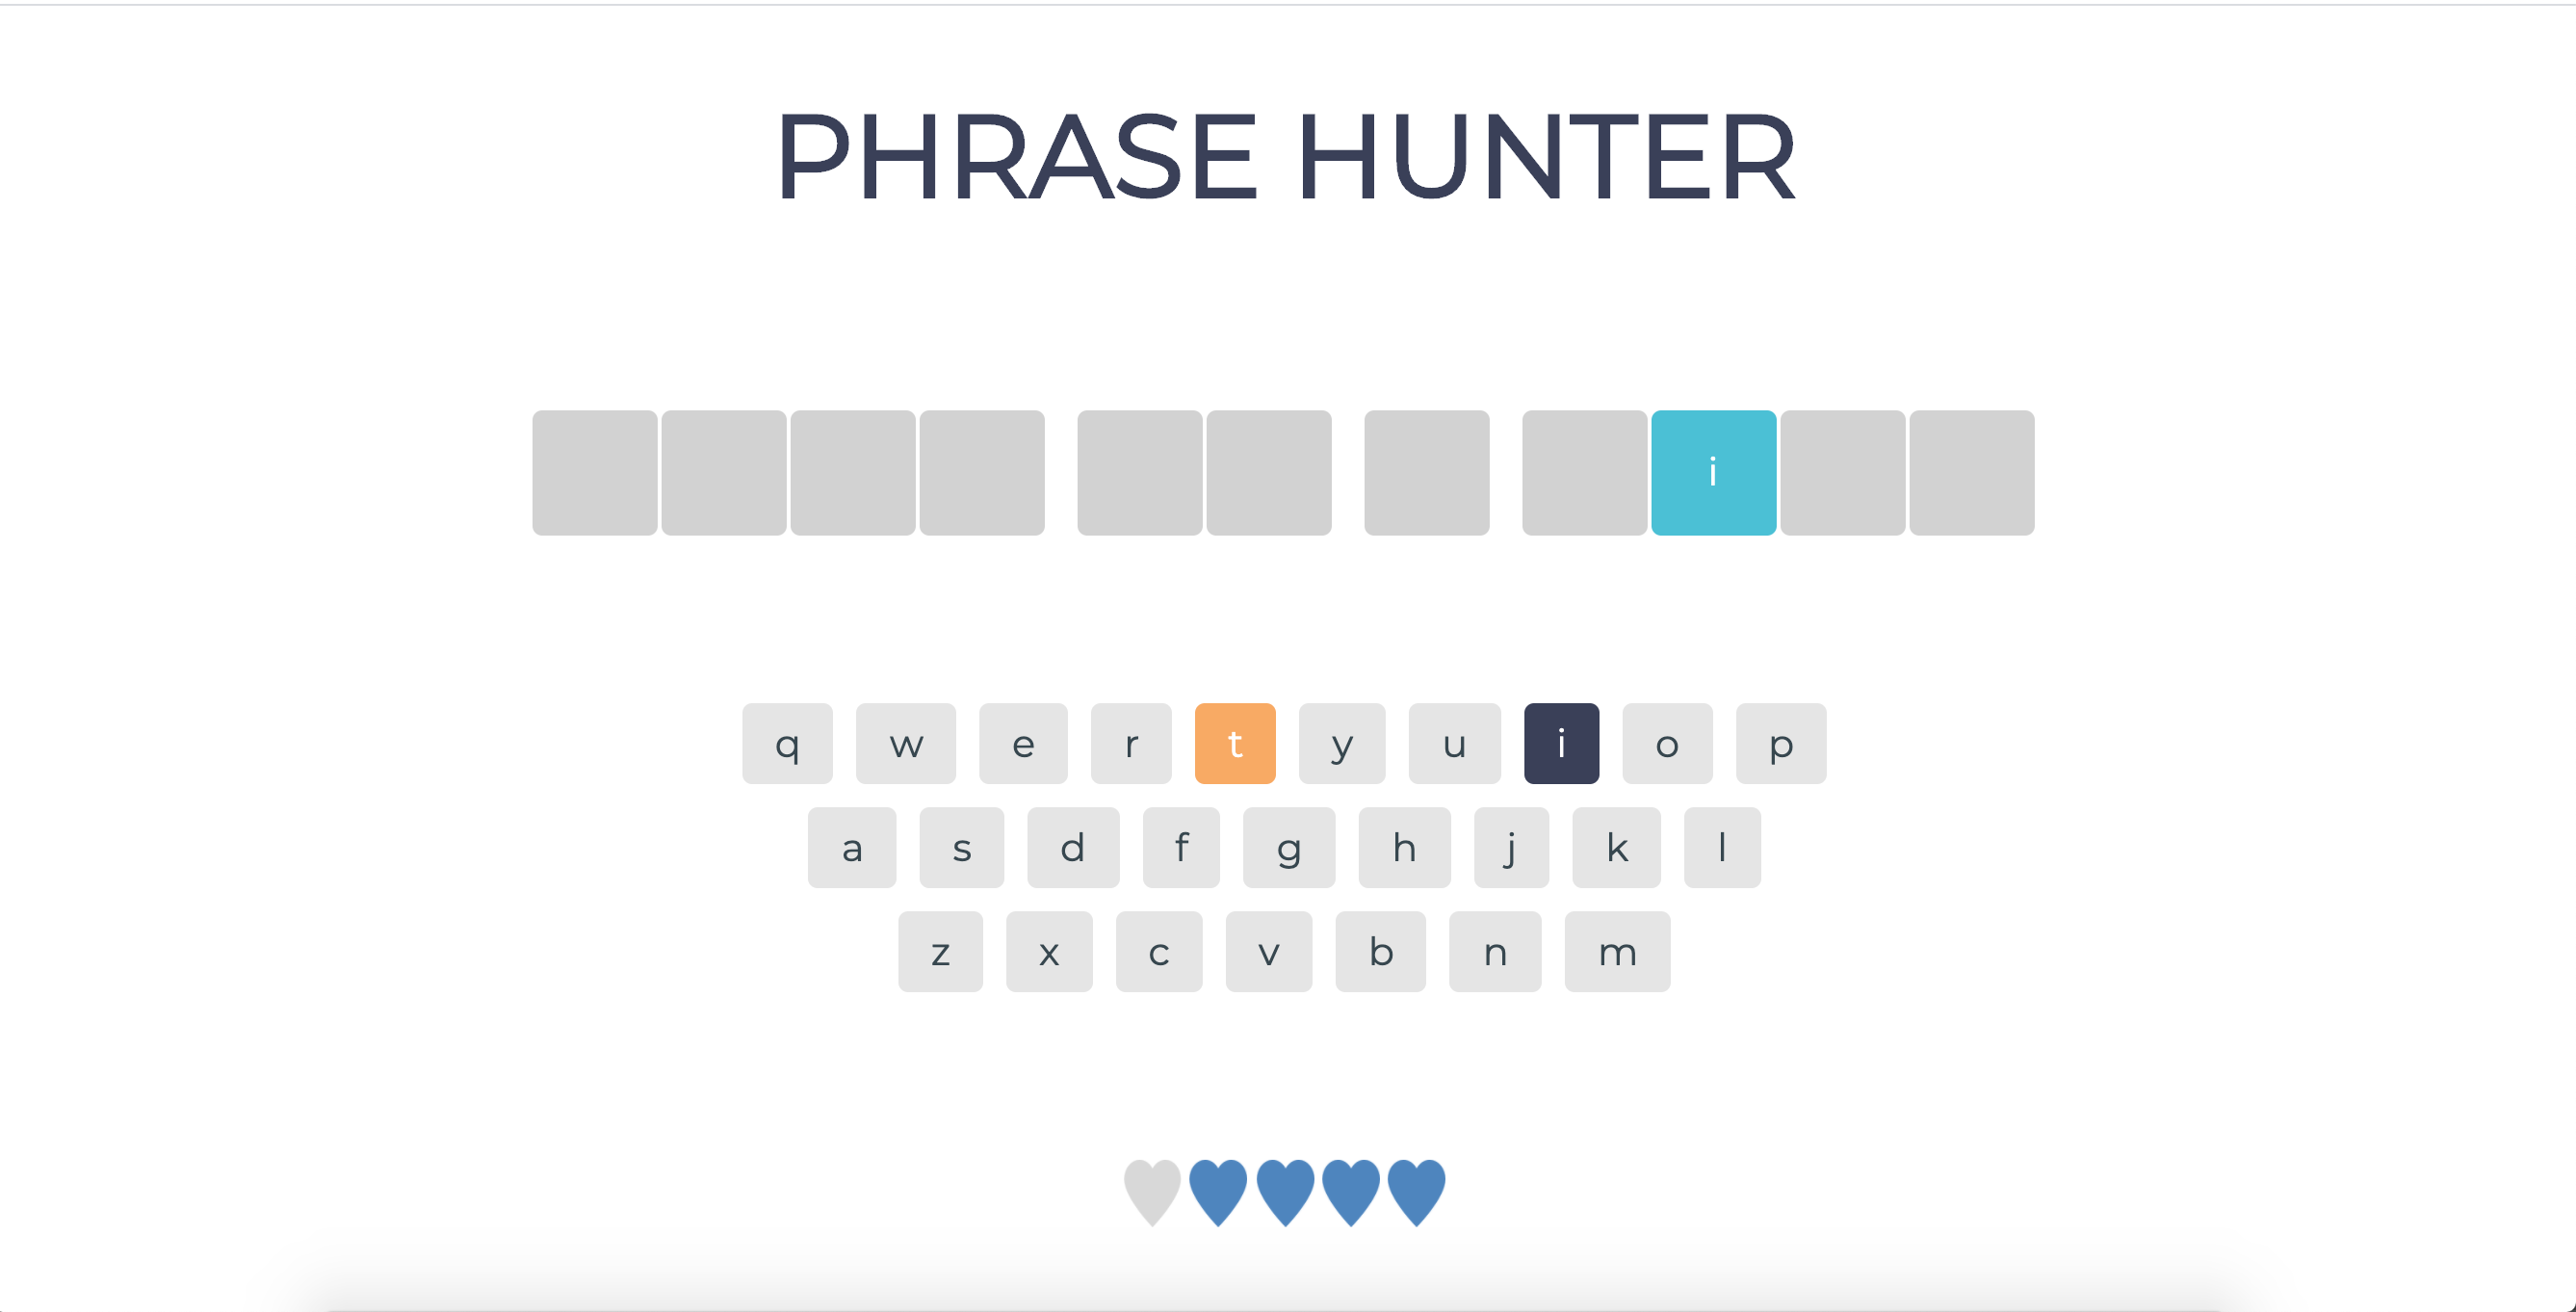 PHRASE HUNTER
i
q w e r t y u i o p
a s d f g h j k l
z x c v b n m